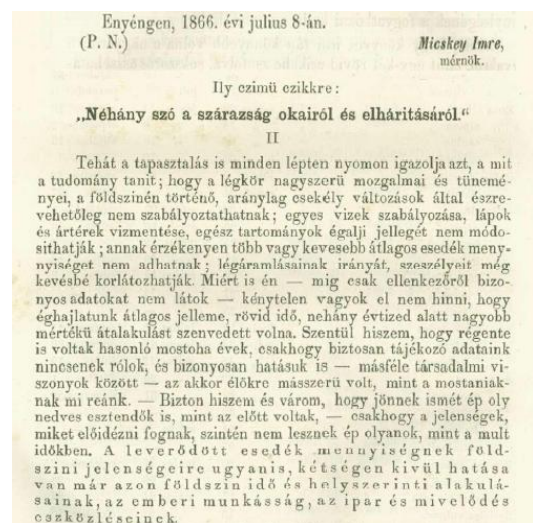 Enyéngen, 1866. évi julius 8-án.
(P. N.) Micskey Imre,
mérnök.
Ily czimü czikkre:
„Néhány szó a szárazság okairól és elháritásáról.“
II
Tehát a tapasztalás is minden lépten nyomon igazolja azt, a mit
a tudomány tanit; hogy a légkör nagyszerü mozgalmai és tünemé-
nyei, a földszinén történő, aránylag csekély változások által észre-
vehetőleg nem szabályoztathatnak; egyes vizek szabályozása, lápok
és ártérek vizmentése, egész tartományok égalji jellegét nem módo-
sithatják; annak érzékenyen több vagy kevesebb átlagos esedék meny-
nyiséget nem adhatnak; légáramlásainak irányát, szeszélyeit még
kevésbé korlátozhatják. Miért is én — mig csak ellenkezőről bizo-
nyos adatokat nem látok — kénytelen vagyok el nem hinni, hogy
éghajlatunk átlagos jelleme, rövid idő, nehány évtized alatt nagyobb
mértékü átalakulást szenvedett volna. Szentül hiszem, hogy régente
is voltak hasonló mostoha évek, csakhogy biztosan tájékozó adataink
nincsenek rólok, és bizonyosan hatásuk is — másféle társadalmi vi-
szonyok között — az akkor élőkre másszerü volt, mint a mostaniak-
nak mi reánk. — Bizton hiszem és várom, hogy jönnek ismét ép oly
nedves esztendők is, mint az előtt voltak, — csakhogy a jelenségek,
miket előidézni fognak, szintén nem lesznek ép olyanok, mint a mult
időkben. A leverődött esedék mennyiségnek föld-
szini jelenségeire ugyanis, kétségen kivül hatása
van már azon földszin idő és helyszerinti alakulá-
sainak, az emberi munkásság, az ipar és mivelődés
eszközléseinek.